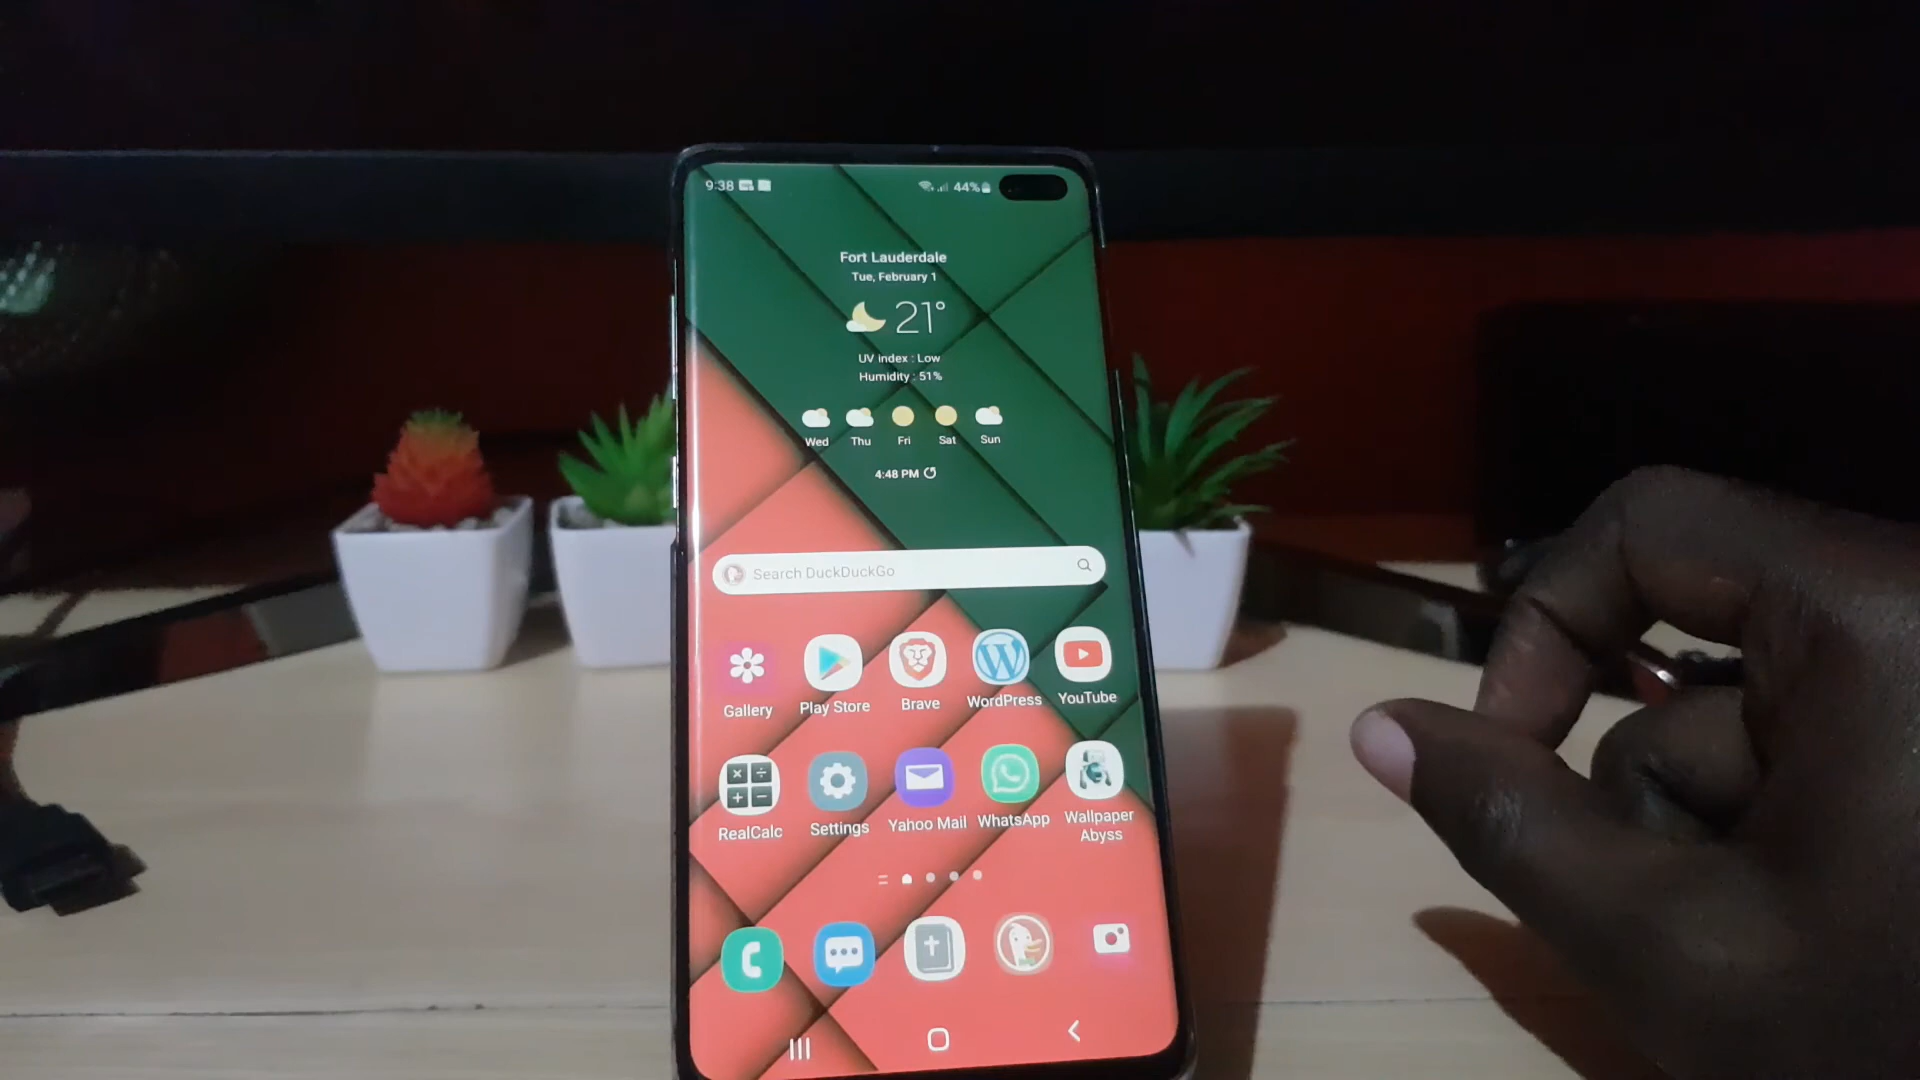 9:38 44%
Fort Lauderdale
Tue, February 1
21°
UV index : Low
Humidity : 51%
Wed Thu Fri Sat Sun
4:48 PM
Search DuckDuckGo
Gallery Play Store Brave WordPress YouTube
RealCalc Settings Yahoo Mail WhatsApp Wallpaper Abyss